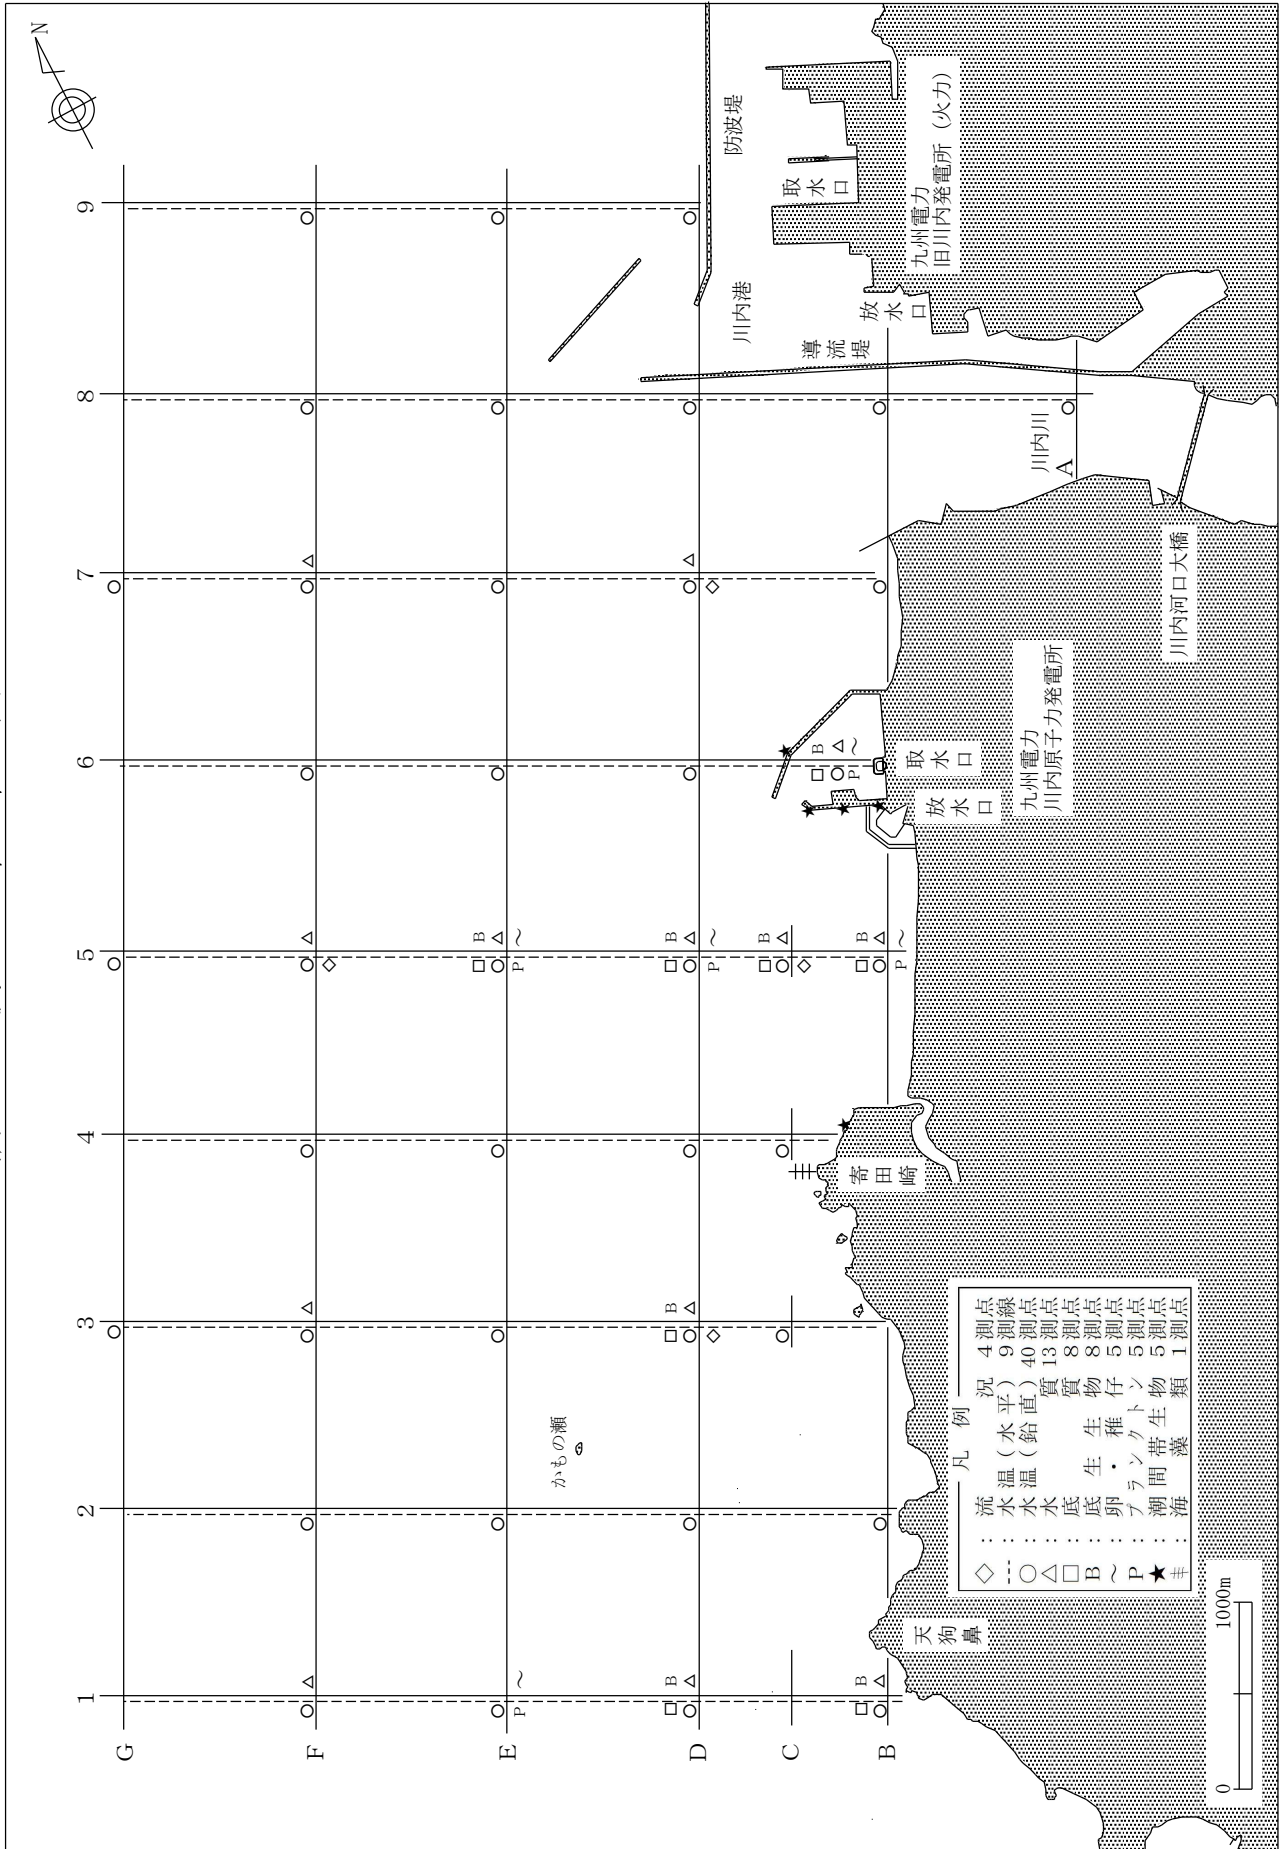 N
1
2
3
4
5
6
7
8
9
G
F
E
D
C
B
A
防波堤
取水口
九州電力
旧川内発電所（火力）
川内港
放水口
導流堤
川内川
川内河口大橋
取水口
放水口
九州電力
川内原子力発電所
寄田崎
かもの瀬
天狗鼻
B
P
～
B
P
～
B
P
～
B
B
P
～
B
P
～
B
B
凡例
◇：流況 4測点
---：水温（水平） 9測線
○：水温（鉛直） 40測点
△：水質 13測点
□：底質 8測点
B：底生生物 8測点
～：卵・稚仔 5測点
P：プランクトン 5測点
★：潮間帯生物 5測点
：海藻類 1測点
0
1000m